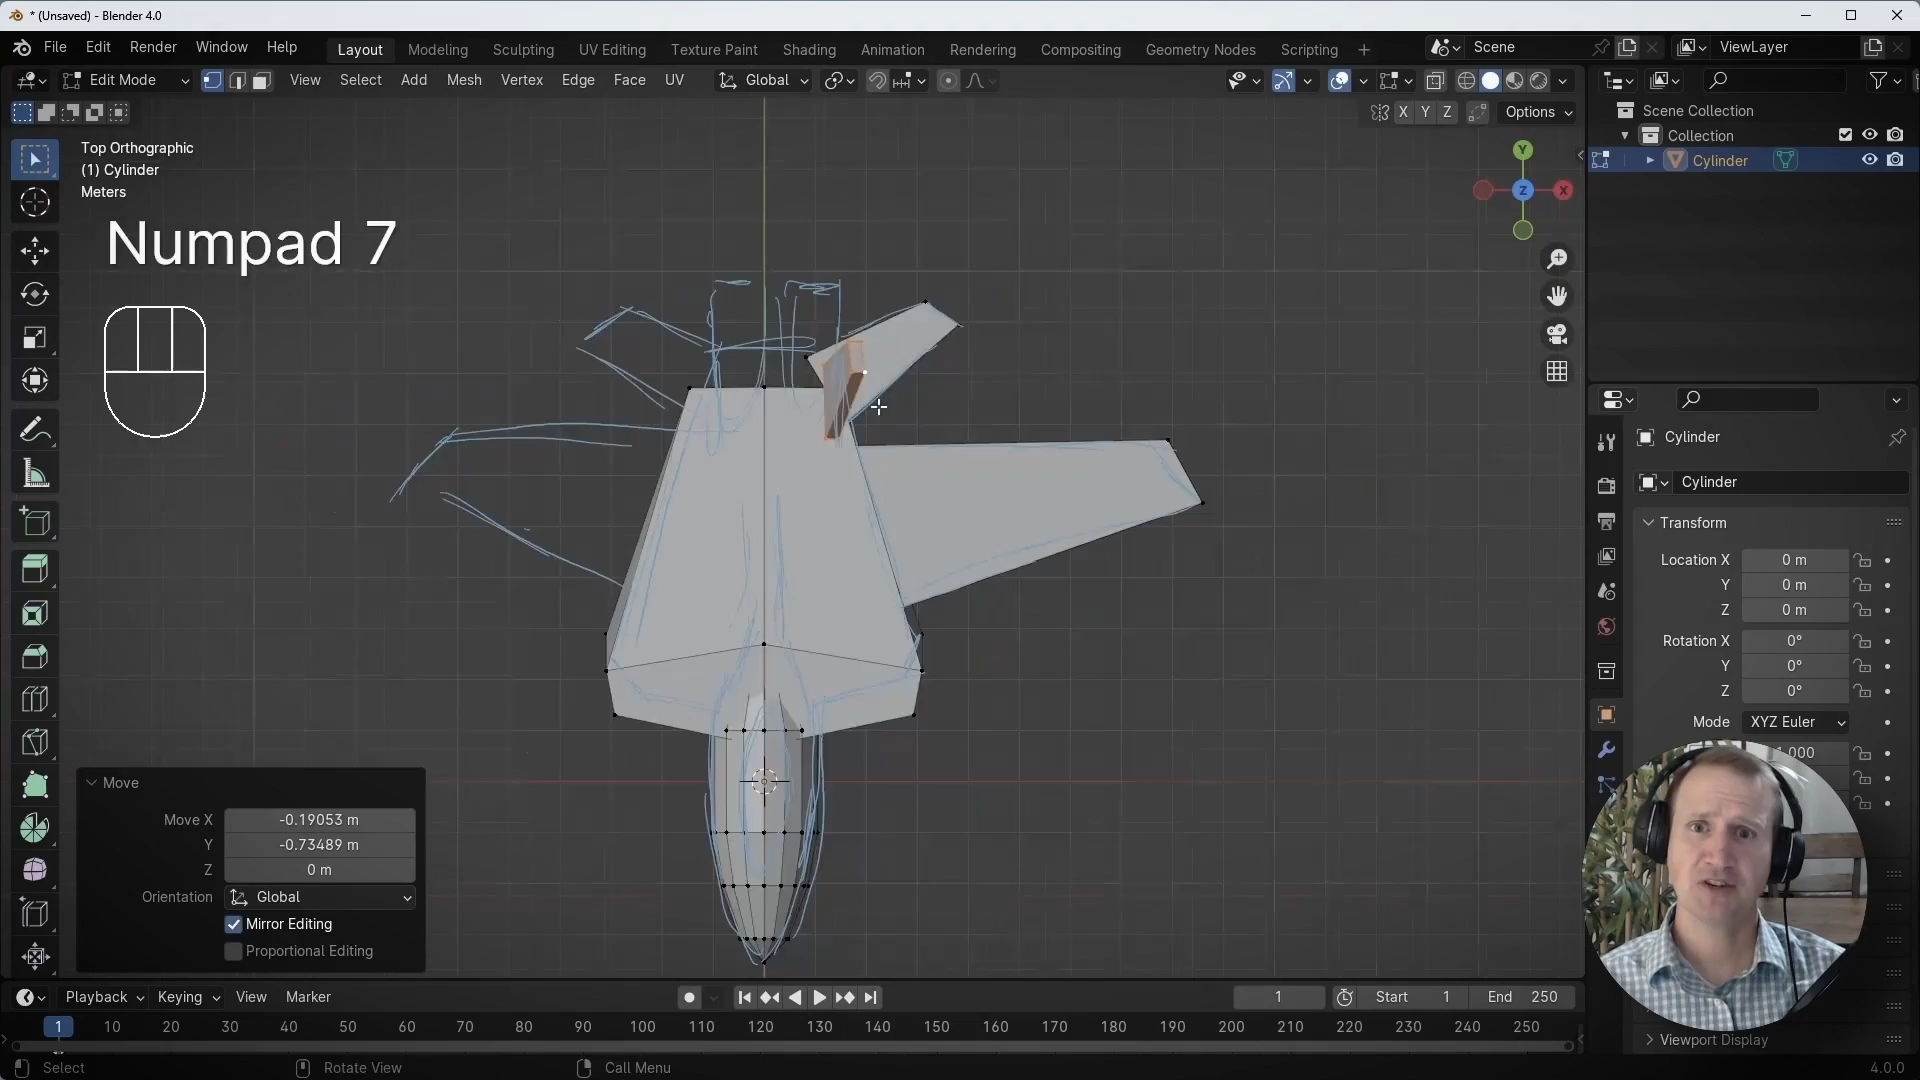 * (Unsaved) - Blender 4.0
File Edit Render Window Help Layout Modeling Sculpting UV Editing Texture Paint Shading Animation Rendering Compositing Geometry Nodes Scripting + Scene ViewLayer
Edit Mode View Select Add Mesh Vertex Edge Face UV Global
X Y Z Options
Top Orthographic
(1) Cylinder
Meters
Numpad 7
Y
Z X
Scene Collection
Collection
Cylinder
Cylinder
Cylinder
Transform
Location X 0 m
Y 0 m
Z 0 m
Rotation X 0°
Y 0°
Z 0°
Mode XYZ Euler
1.000
Viewport Display
Move
Move X -0.19053 m
Y -0.73489 m
Z 0 m
Orientation Global
Mirror Editing
Proportional Editing
Playback Keying View Marker 1 Start 1 End 250
1 10 20 30 40 50 60 70 80 90 100 110 120 130 140 150 160 170 180 190 200 210 220 230 240 250
Select Rotate View Call Menu 4.0.0